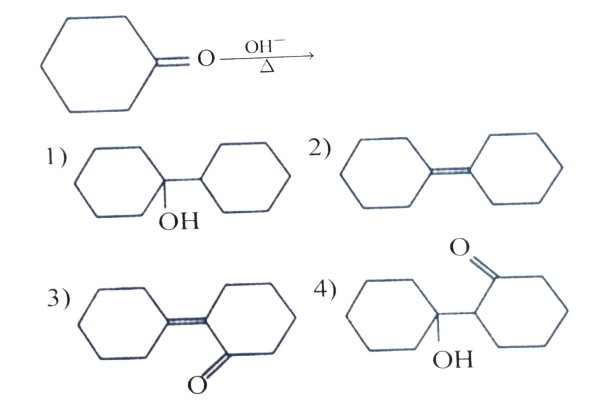 O OH⁻
Δ
1) 2)
OH
3) 4) O
O OH